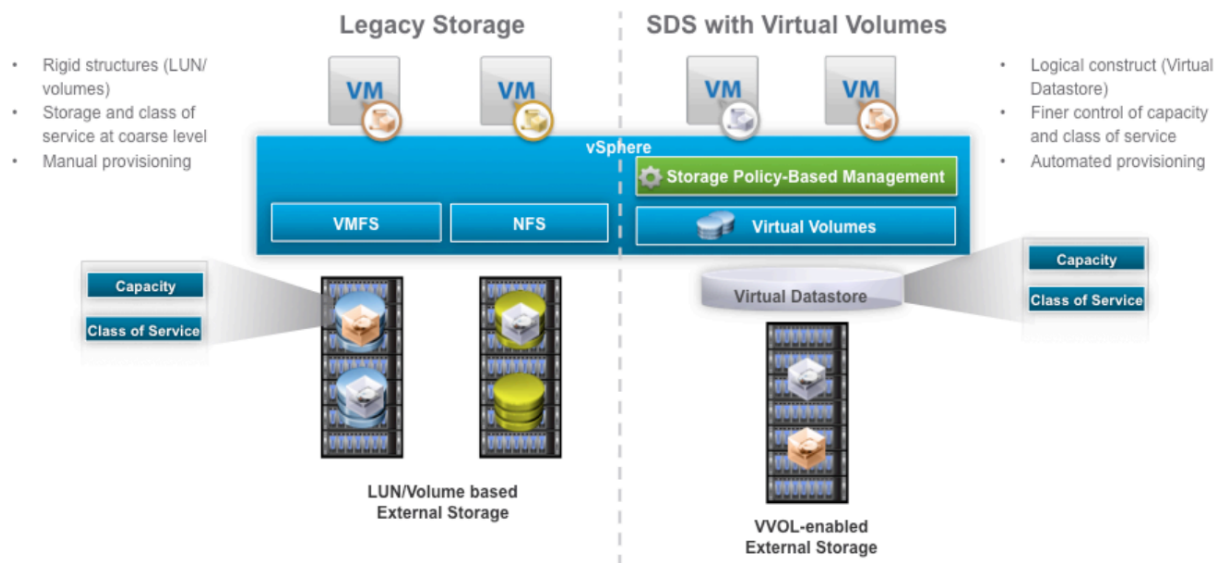 Legacy Storage
SDS with Virtual Volumes
• Rigid structures (LUN/
volumes)
• Storage and class of
service at coarse level
• Manual provisioning
VM
VM
VM
VM
• Logical construct (Virtual
Datastore)
• Finer control of capacity
and class of service
• Automated provisioning
vSphere
Storage Policy-Based Management
VMFS
NFS
Virtual Volumes
Capacity
Class of Service
Virtual Datastore
Capacity
Class of Service
LUN/Volume based
External Storage
VVOL-enabled
External Storage